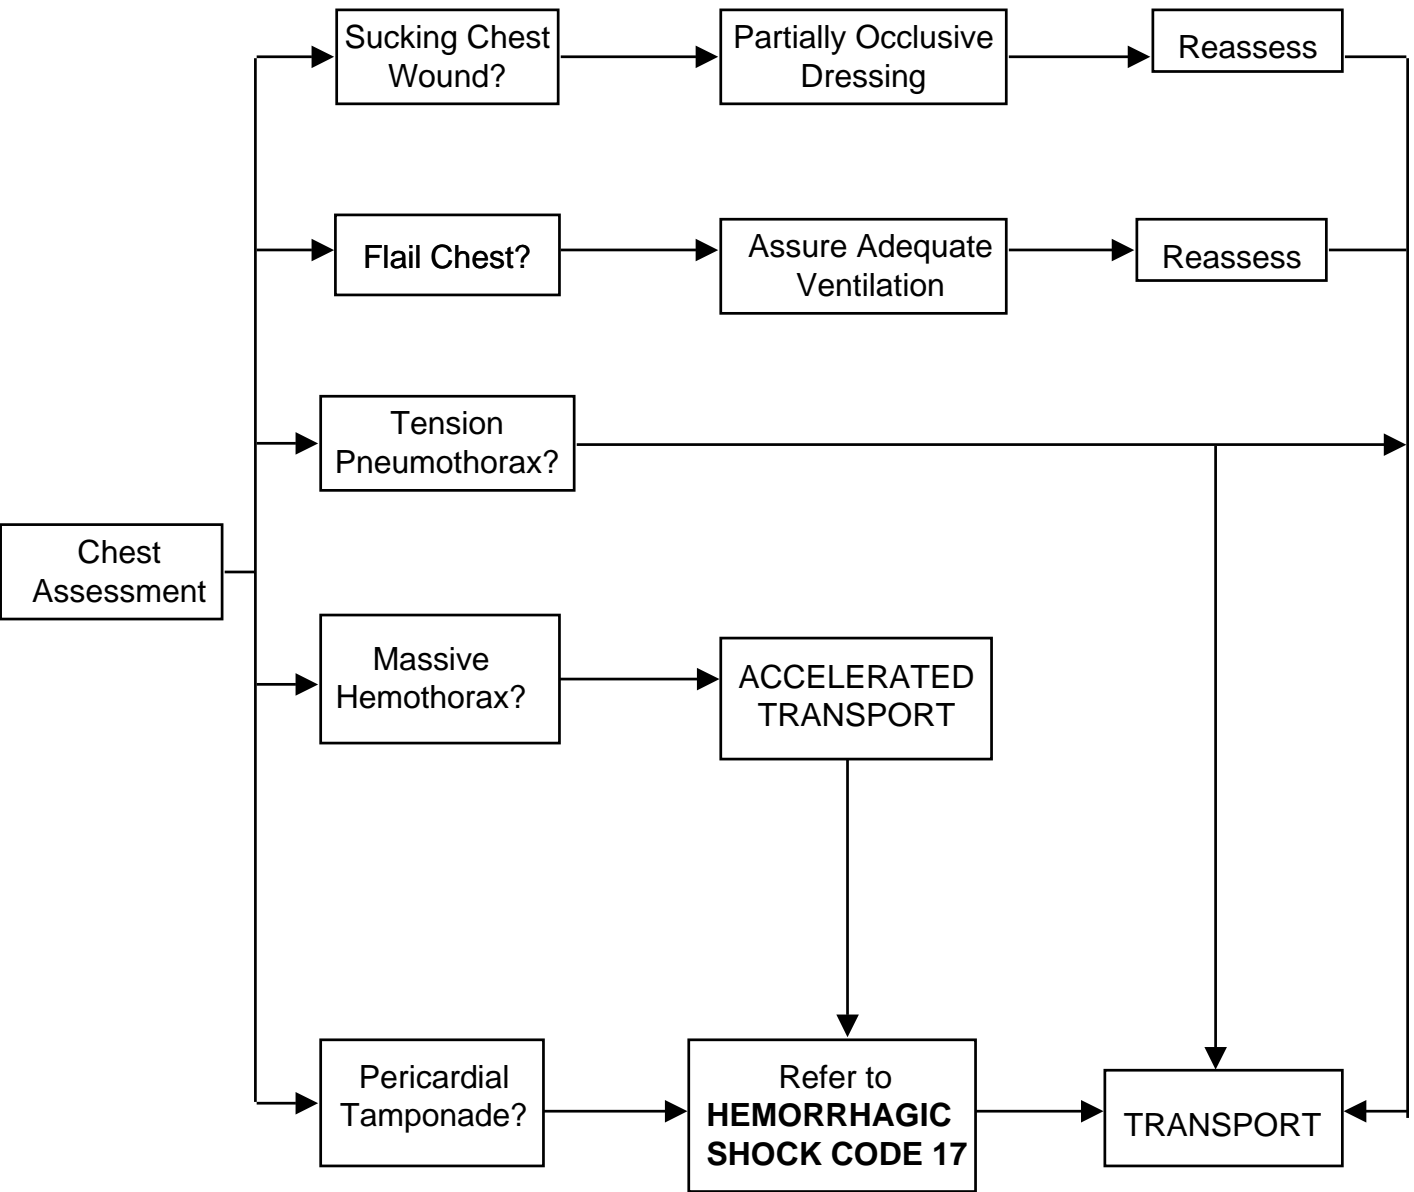 Sucking Chest
Wound?
Partially Occlusive
Dressing
Reassess
Flail Chest?
Assure Adequate
Ventilation
Reassess
Tension
Pneumothorax?
Chest
Assessment
Massive
Hemothorax?
ACCELERATED
TRANSPORT
Pericardial
Tamponade?
Refer to
HEMORRHAGIC
SHOCK CODE 17
TRANSPORT